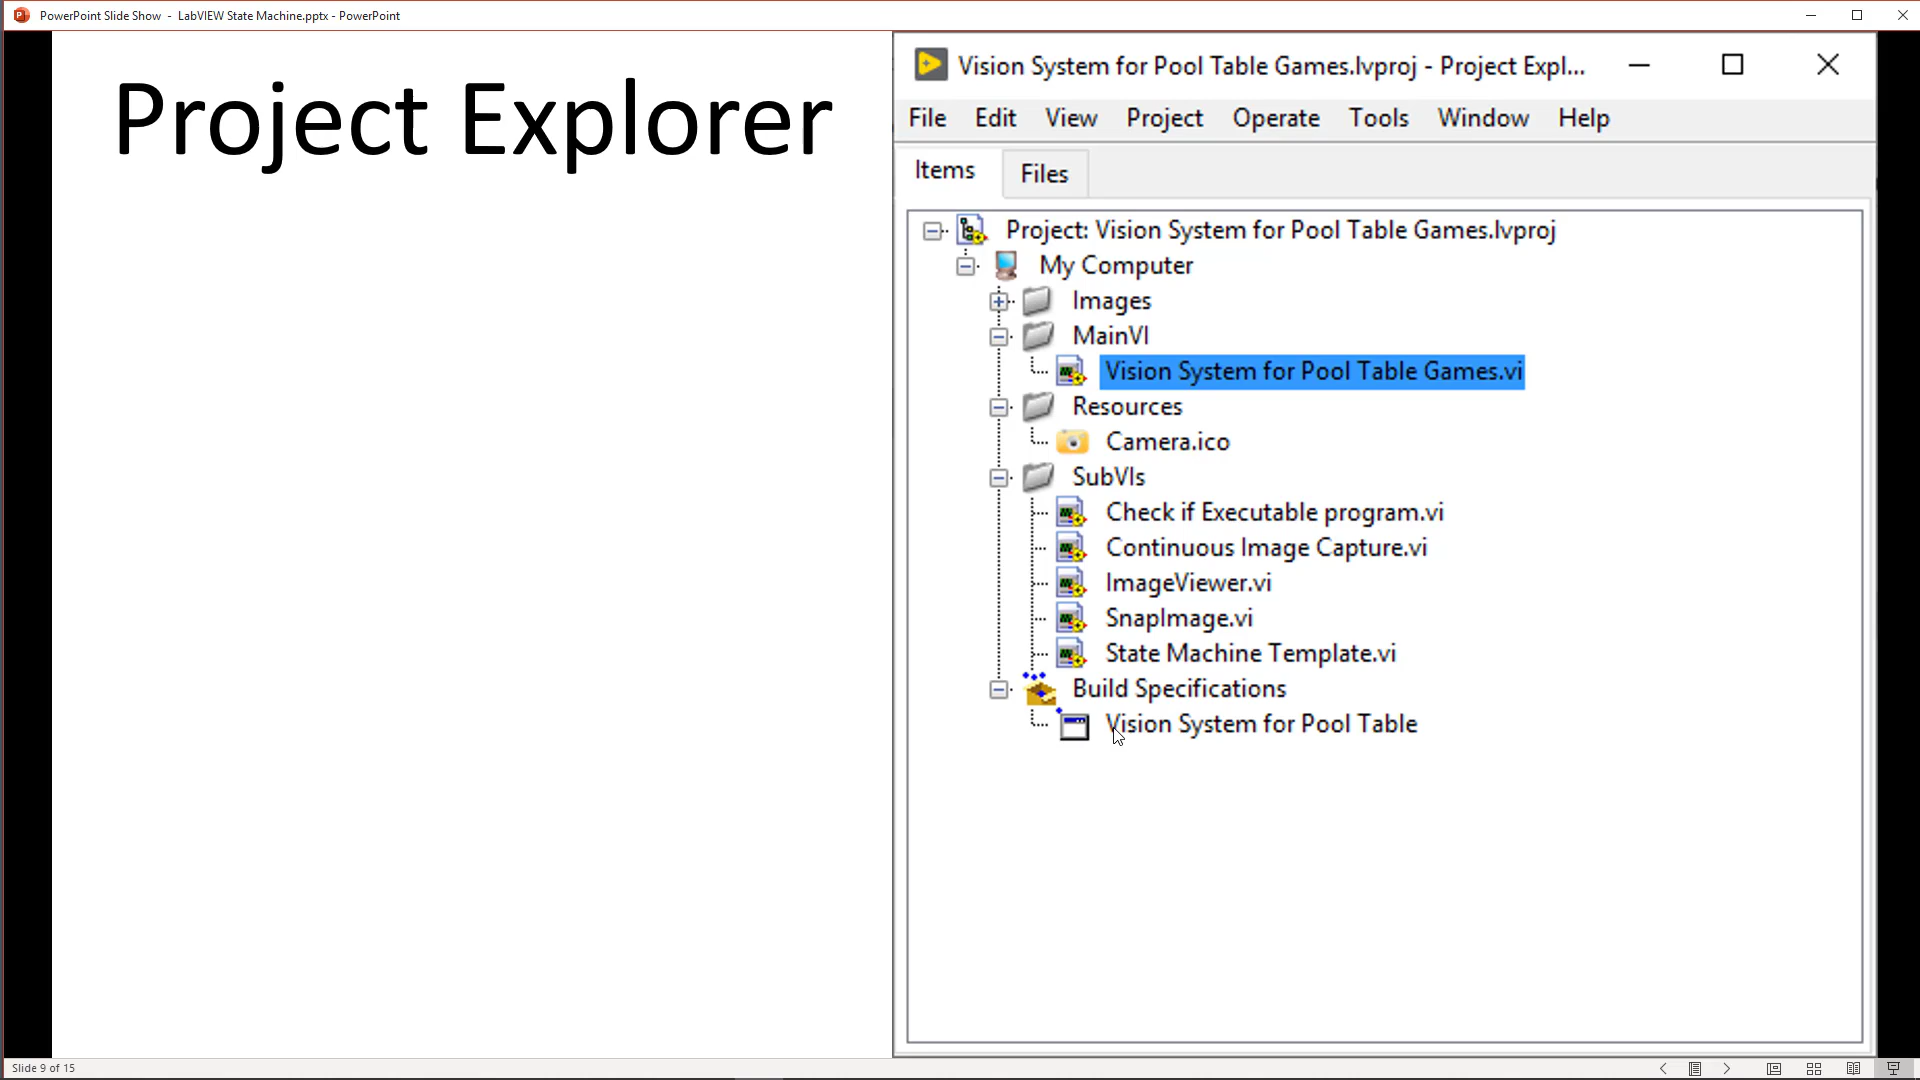 PowerPoint Slide Show - LabVIEW State Machine.pptx - PowerPoint
Project Explorer
Vision System for Pool Table Games.lvproj - Project Expl...
File Edit View Project Operate Tools Window Help
Items Files
Project: Vision System for Pool Table Games.lvproj
My Computer
Images
MainVI
Vision System for Pool Table Games.vi
Resources
Camera.ico
SubVIs
Check if Executable program.vi
Continuous Image Capture.vi
ImageViewer.vi
SnapImage.vi
State Machine Template.vi
Build Specifications
Vision System for Pool Table
Slide 9 of 15